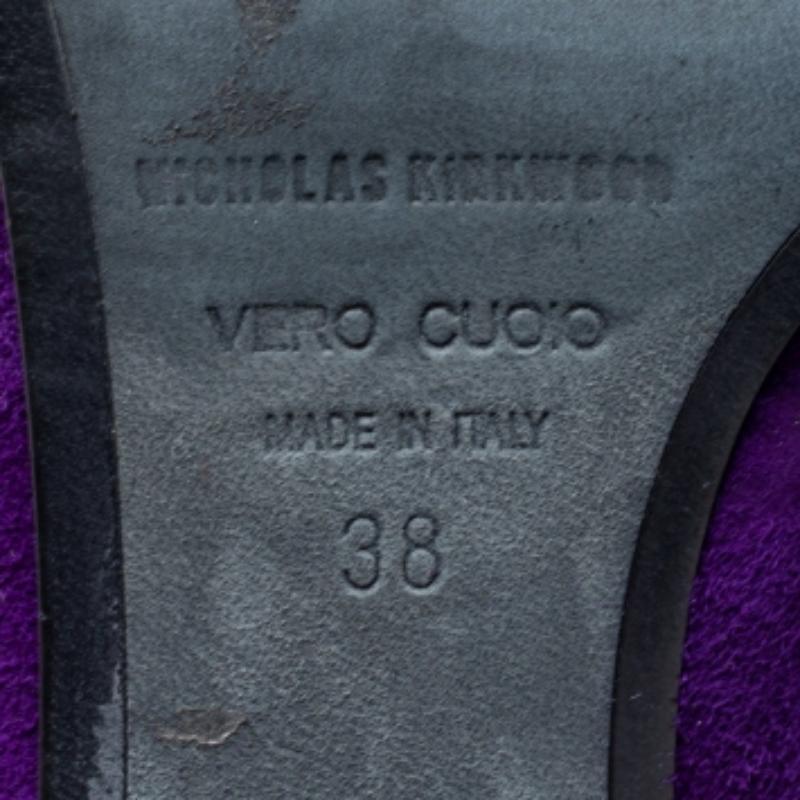 NICHOLAS KIRKWOOD
VERO CUOIO
MADE IN ITALY
38